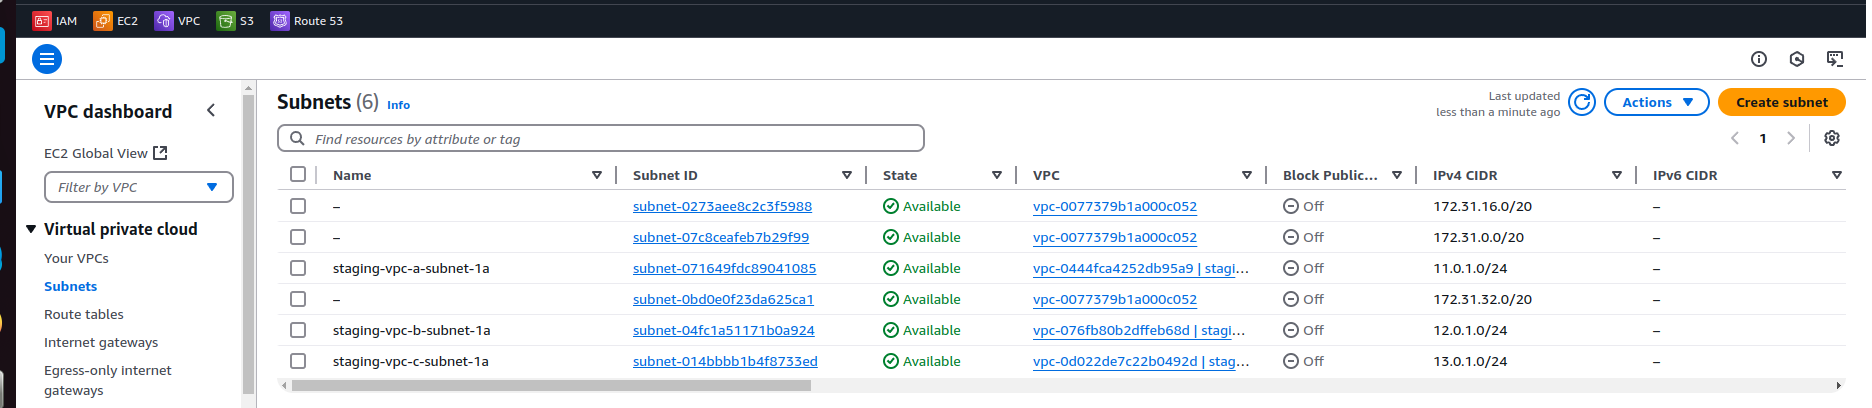 IAM EC2 VPC S3 Route 53
VPC dashboard
EC2 Global View
Filter by VPC
Virtual private cloud
Your VPCs
Subnets
Route tables
Internet gateways
Egress-only internet
gateways
Subnets (6) Info
Last updated
less than a minute ago
Actions
Create subnet
Find resources by attribute or tag
1
Name Subnet ID State VPC Block Public... IPv4 CIDR IPv6 CIDR
– subnet-0273aee8c2c3f5988 Available vpc-0077379b1a000c052 Off 172.31.16.0/20 –
– subnet-07c8ceafeb7b29f99 Available vpc-0077379b1a000c052 Off 172.31.0.0/20 –
staging-vpc-a-subnet-1a subnet-071649fdc89041085 Available vpc-0444fca4252db95a9 | stagi... Off 11.0.1.0/24 –
– subnet-0bd0e0f23da625ca1 Available vpc-0077379b1a000c052 Off 172.31.32.0/20 –
staging-vpc-b-subnet-1a subnet-04fc1a51171b0a924 Available vpc-076fb80b2dffeb68d | stagi... Off 12.0.1.0/24 –
staging-vpc-c-subnet-1a subnet-014bbbb1b4f8733ed Available vpc-0d022de7c22b0492d | stag... Off 13.0.1.0/24 –